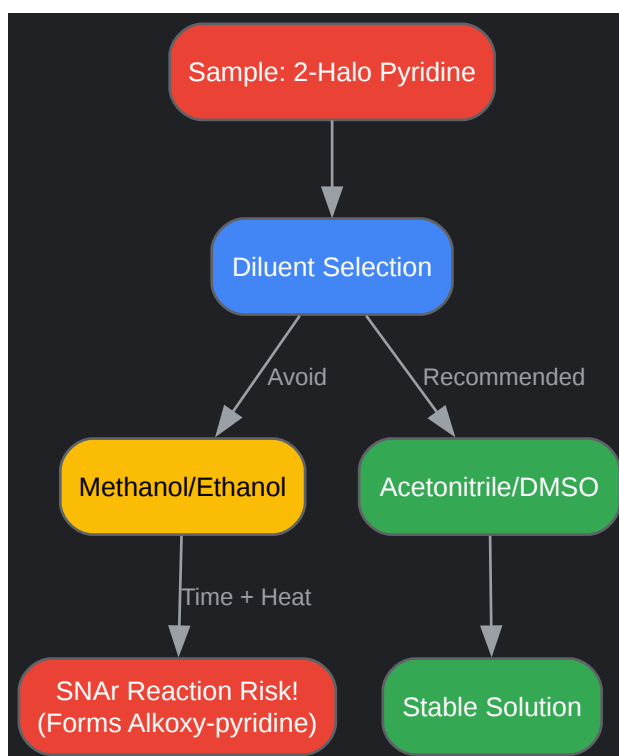 Sample: 2-Halo Pyridine
Diluent Selection
Avoid
Recommended
Methanol/Ethanol
Acetonitrile/DMSO
Time + Heat
SNAr Reaction Risk!
(Forms Alkoxy-pyridine)
Stable Solution